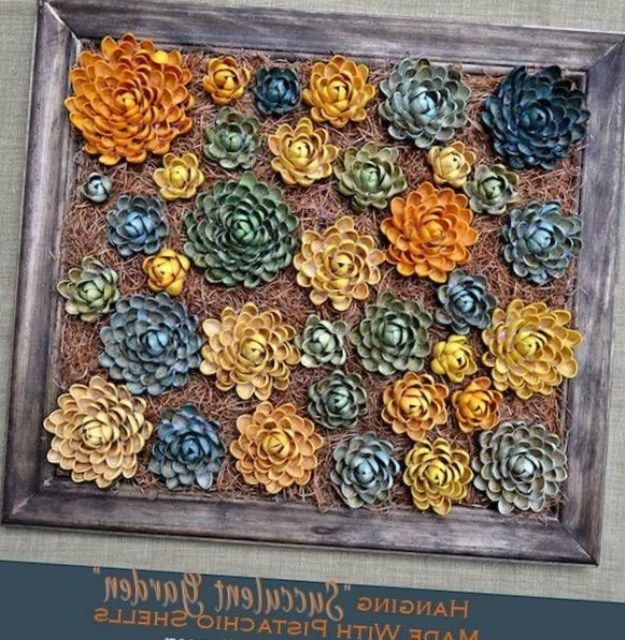 HANGING "Succulent Garden"
MADE WITH PISTACHIO SHELLS